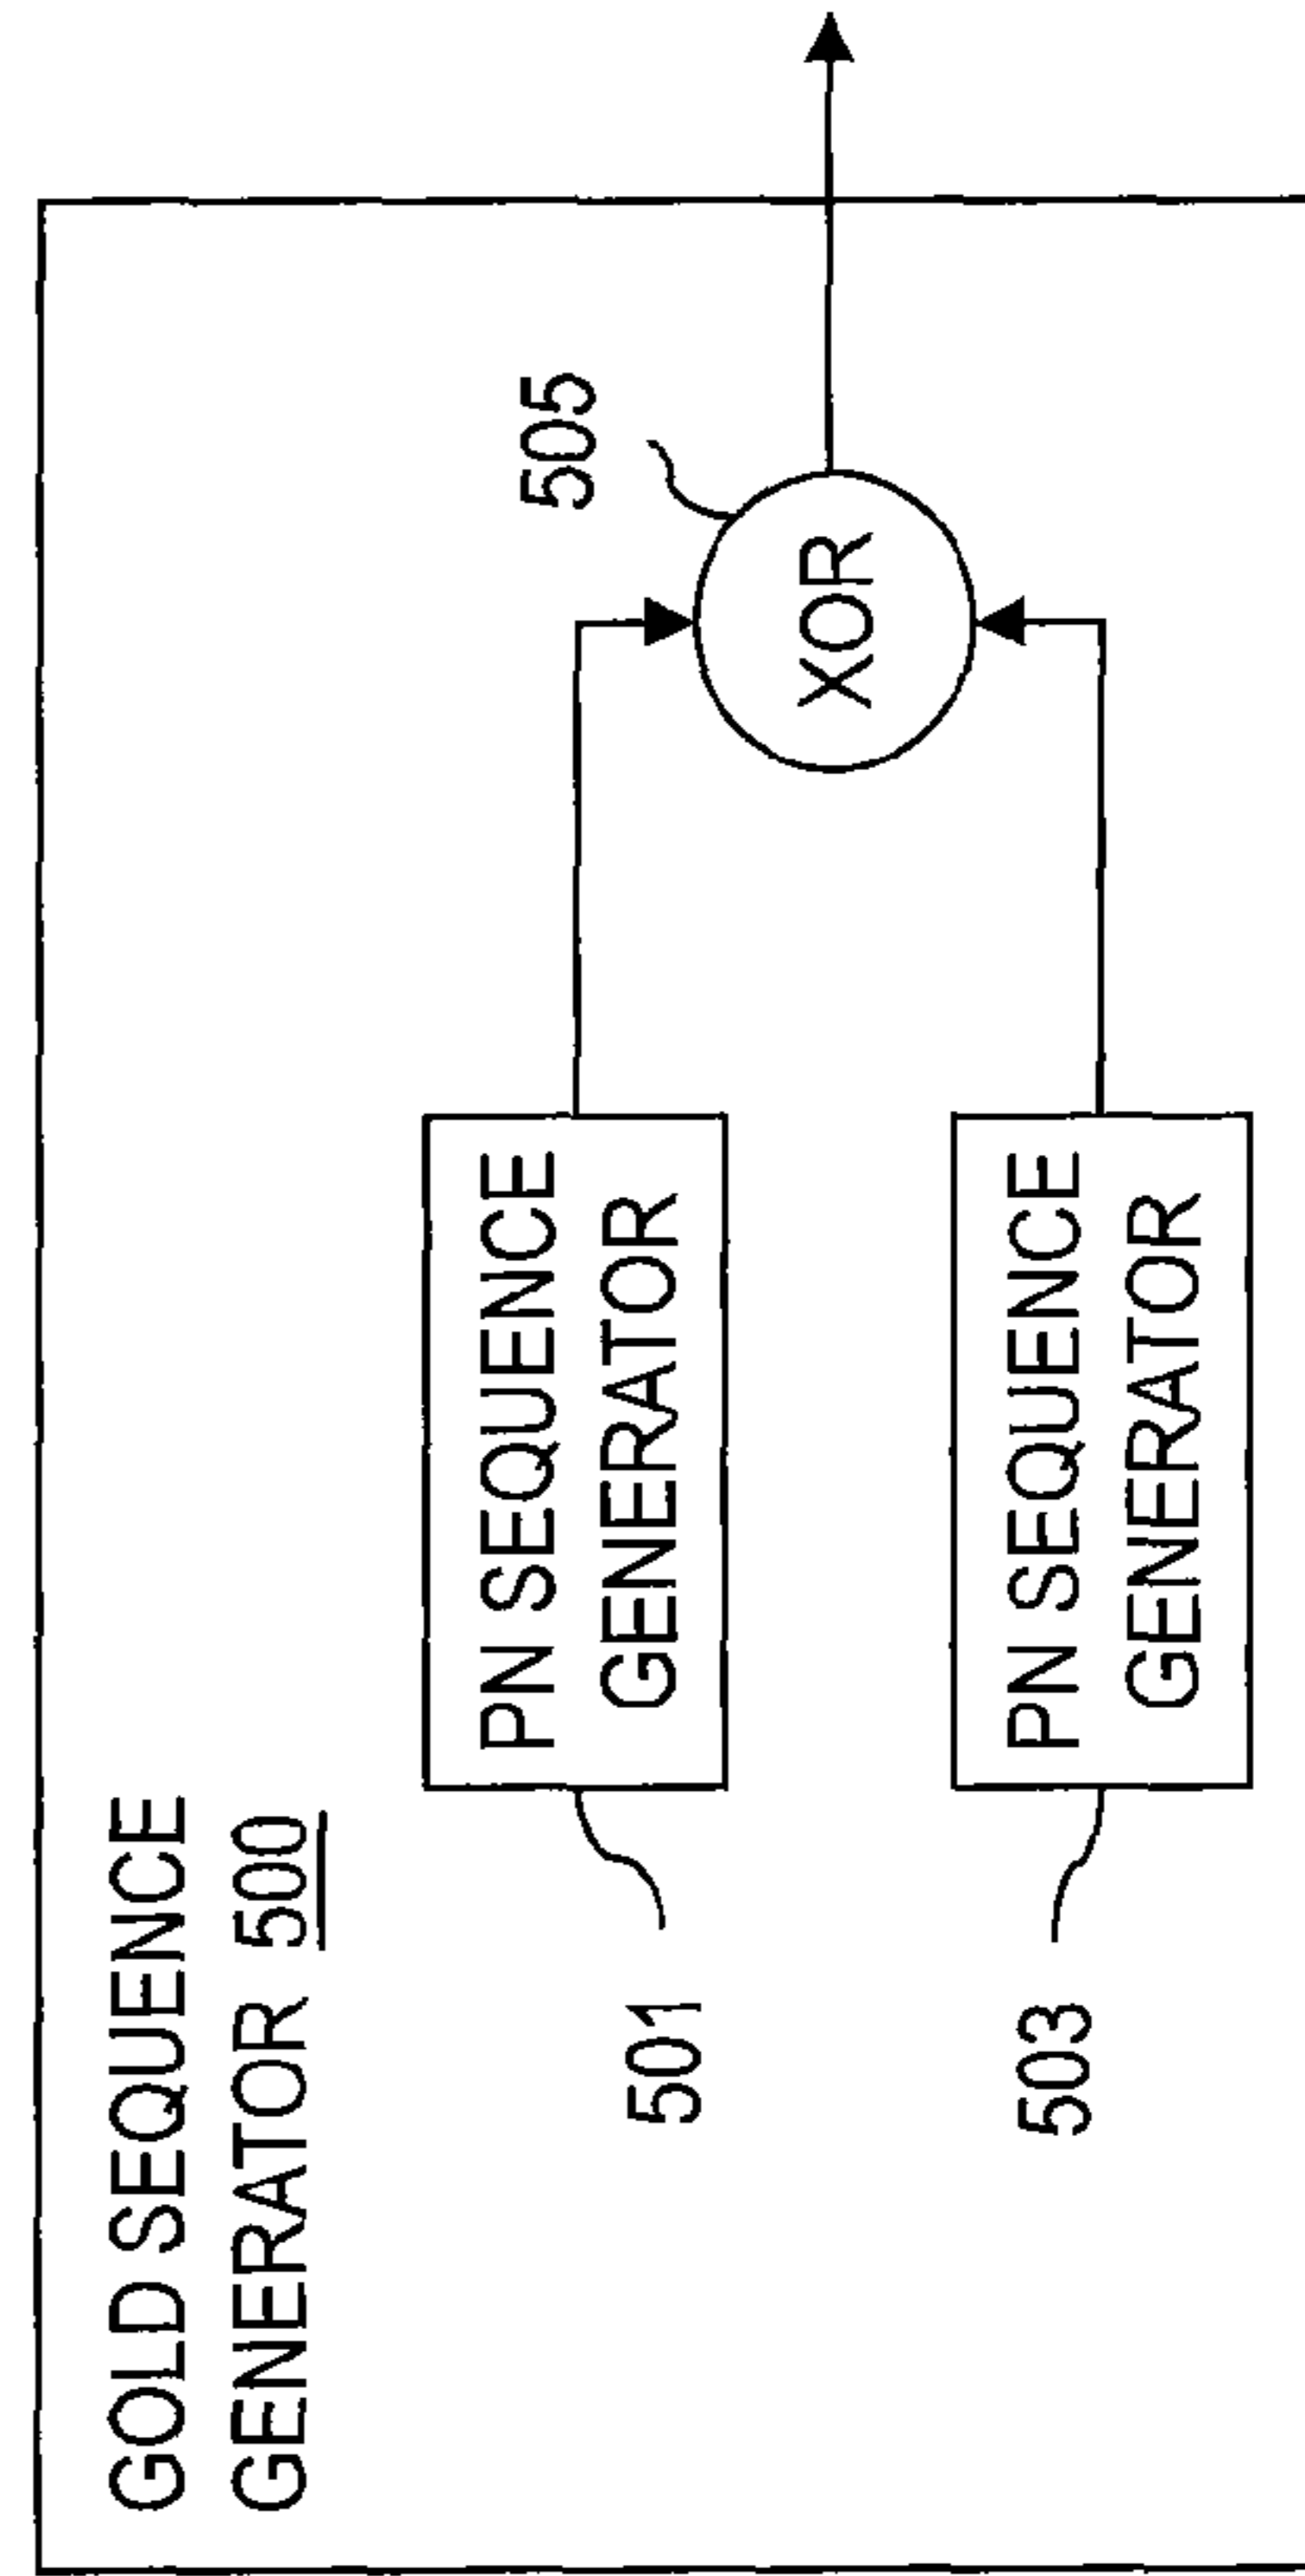 GOLD SEQUENCE
GENERATOR 500
505
PN SEQUENCE
GENERATOR
501
XOR
PN SEQUENCE
GENERATOR
503